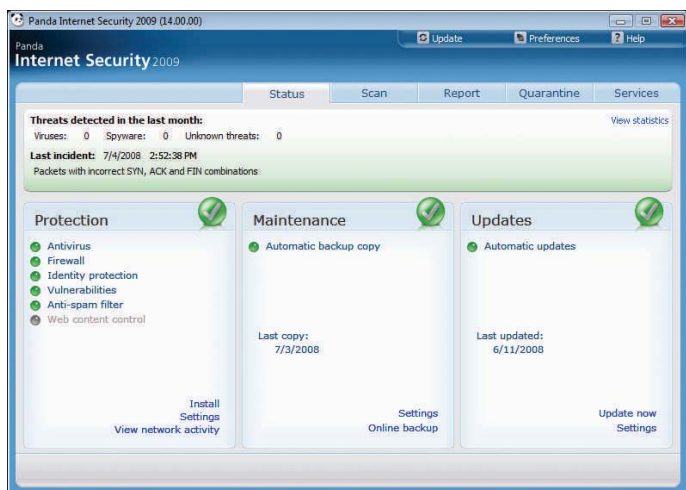 Panda Internet Security 2009 (14.00.00)
Update Preferences ? Help
Panda
Internet Security 2009
Status Scan Report Quarantine Services
Threats detected in the last month: View statistics
Viruses: 0 Spyware: 0 Unknown threats: 0
Last incident: 7/4/2008 2:52:38 PM
Packets with incorrect SYN, ACK and FIN combinations
Protection
Antivirus
Firewall
Identity protection
Vulnerabilities
Anti-spam filter
Web content control
Install
Settings
View network activity
Maintenance
Automatic backup copy
Last copy:
7/3/2008
Settings
Online backup
Updates
Automatic updates
Last updated:
6/11/2008
Update now
Settings